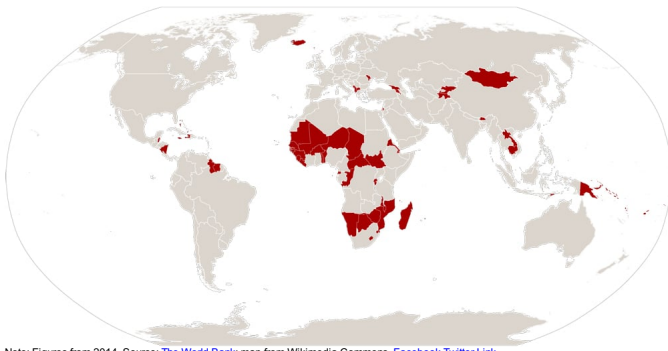 Note: Figures from 2014. Source: The World Bank; map from Wikimedia Commons. Facebook Twitter Link